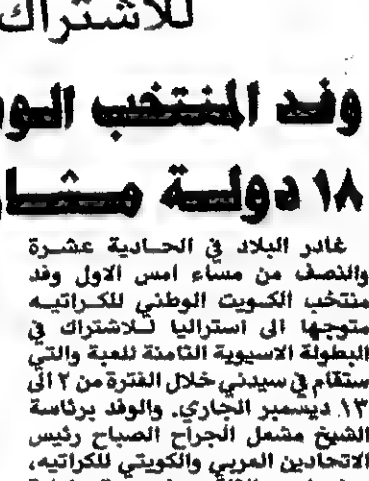 للاشتراك
وفد المنتخب
١٨ دولة
غادر البلاد في الحادية عشرة
والنصف من مساء امس الاول وفد
منتخب الكويت الوطني للكراتيه
متوجها الى استراليا للاشتراك في
البطولة الاسيوية الثامنة للعبة والتي
ستقام في سيدني خلال الفترة من ٢ الى
١٣ ديسمبر الجاري. والوفد برئاسة
الشيخ مشعل الجراح الصباح رئيس
الاتحادين العربي والكويتي للكراتيه،